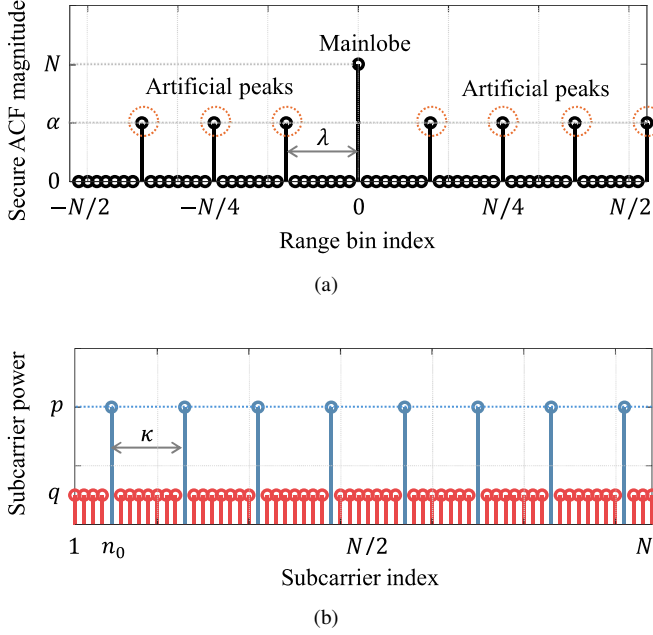 Secure ACF magnitude
N
α
0
Mainlobe
Artificial peaks
Artificial peaks
λ
−N/2
−N/4
0
N/4
N/2
Range bin index
(a)
Subcarrier power
p
q
κ
1
n₀
N/2
N
Subcarrier index
(b)